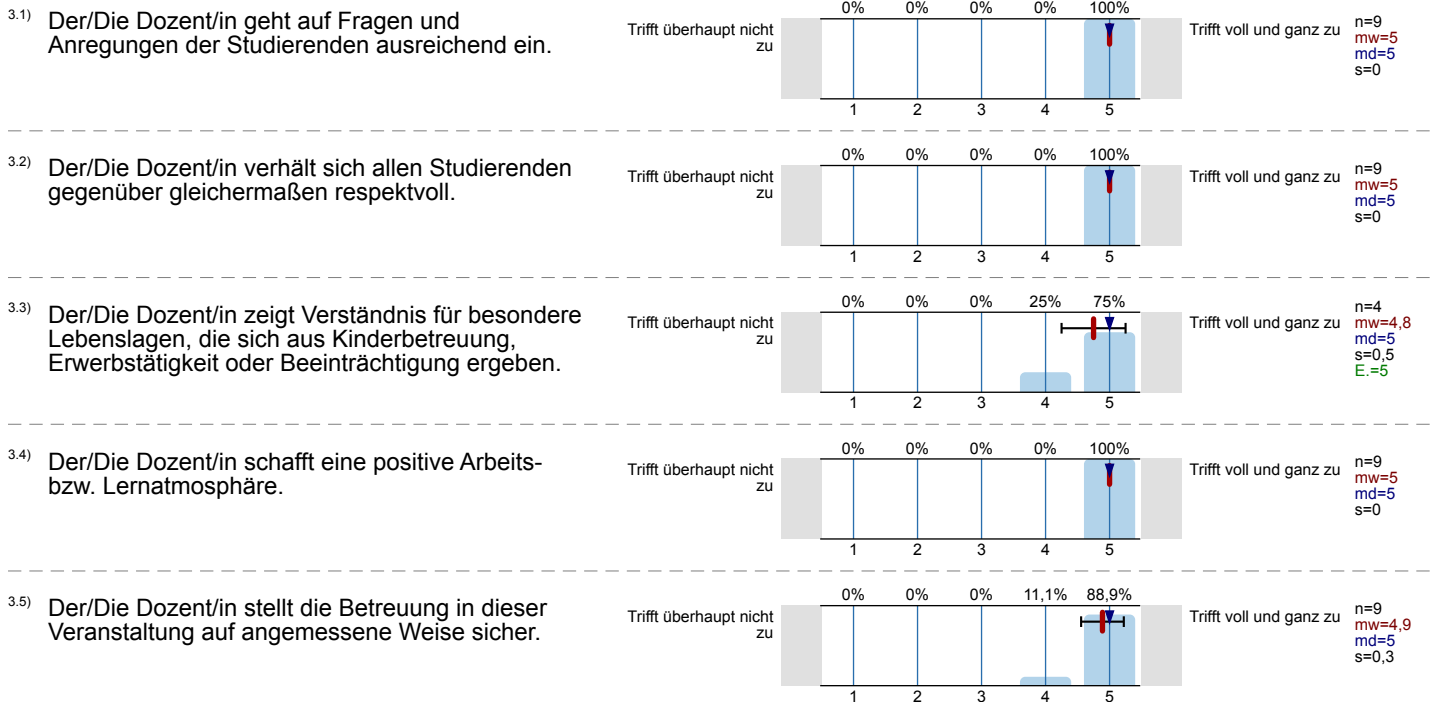 3.1) Der/Die Dozent/in geht auf Fragen und
Anregungen der Studierenden ausreichend ein.
Trifft überhaupt nicht
zu
0% 0% 0% 0% 100%
1 2 3 4 5
Trifft voll und ganz zu
n=9
mw=5
md=5
s=0
3.2) Der/Die Dozent/in verhält sich allen Studierenden
gegenüber gleichermaßen respektvoll.
Trifft überhaupt nicht
zu
0% 0% 0% 0% 100%
1 2 3 4 5
Trifft voll und ganz zu
n=9
mw=5
md=5
s=0
3.3) Der/Die Dozent/in zeigt Verständnis für besondere
Lebenslagen, die sich aus Kinderbetreuung,
Erwerbstätigkeit oder Beeinträchtigung ergeben.
Trifft überhaupt nicht
zu
0% 0% 0% 25% 75%
1 2 3 4 5
Trifft voll und ganz zu
n=4
mw=4,8
md=5
s=0,5
E.=5
3.4) Der/Die Dozent/in schafft eine positive Arbeits-
bzw. Lernatmosphäre.
Trifft überhaupt nicht
zu
0% 0% 0% 0% 100%
1 2 3 4 5
Trifft voll und ganz zu
n=9
mw=5
md=5
s=0
3.5) Der/Die Dozent/in stellt die Betreuung in dieser
Veranstaltung auf angemessene Weise sicher.
Trifft überhaupt nicht
zu
0% 0% 0% 11,1% 88,9%
1 2 3 4 5
Trifft voll und ganz zu
n=9
mw=4,9
md=5
s=0,3